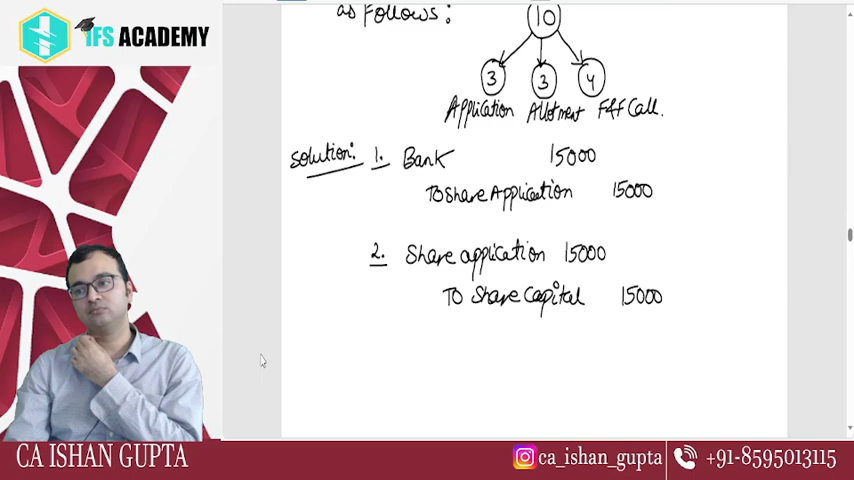 IFS ACADEMY
as follows:
10
3 3 4
Application Allotment F&F Call.
Solution: 1. Bank 15000
To Share Application 15000
2. Share application 15000
To Share Capital 15000
CA ISHAN GUPTA
ca_ishan_gupta
+91-8595013115